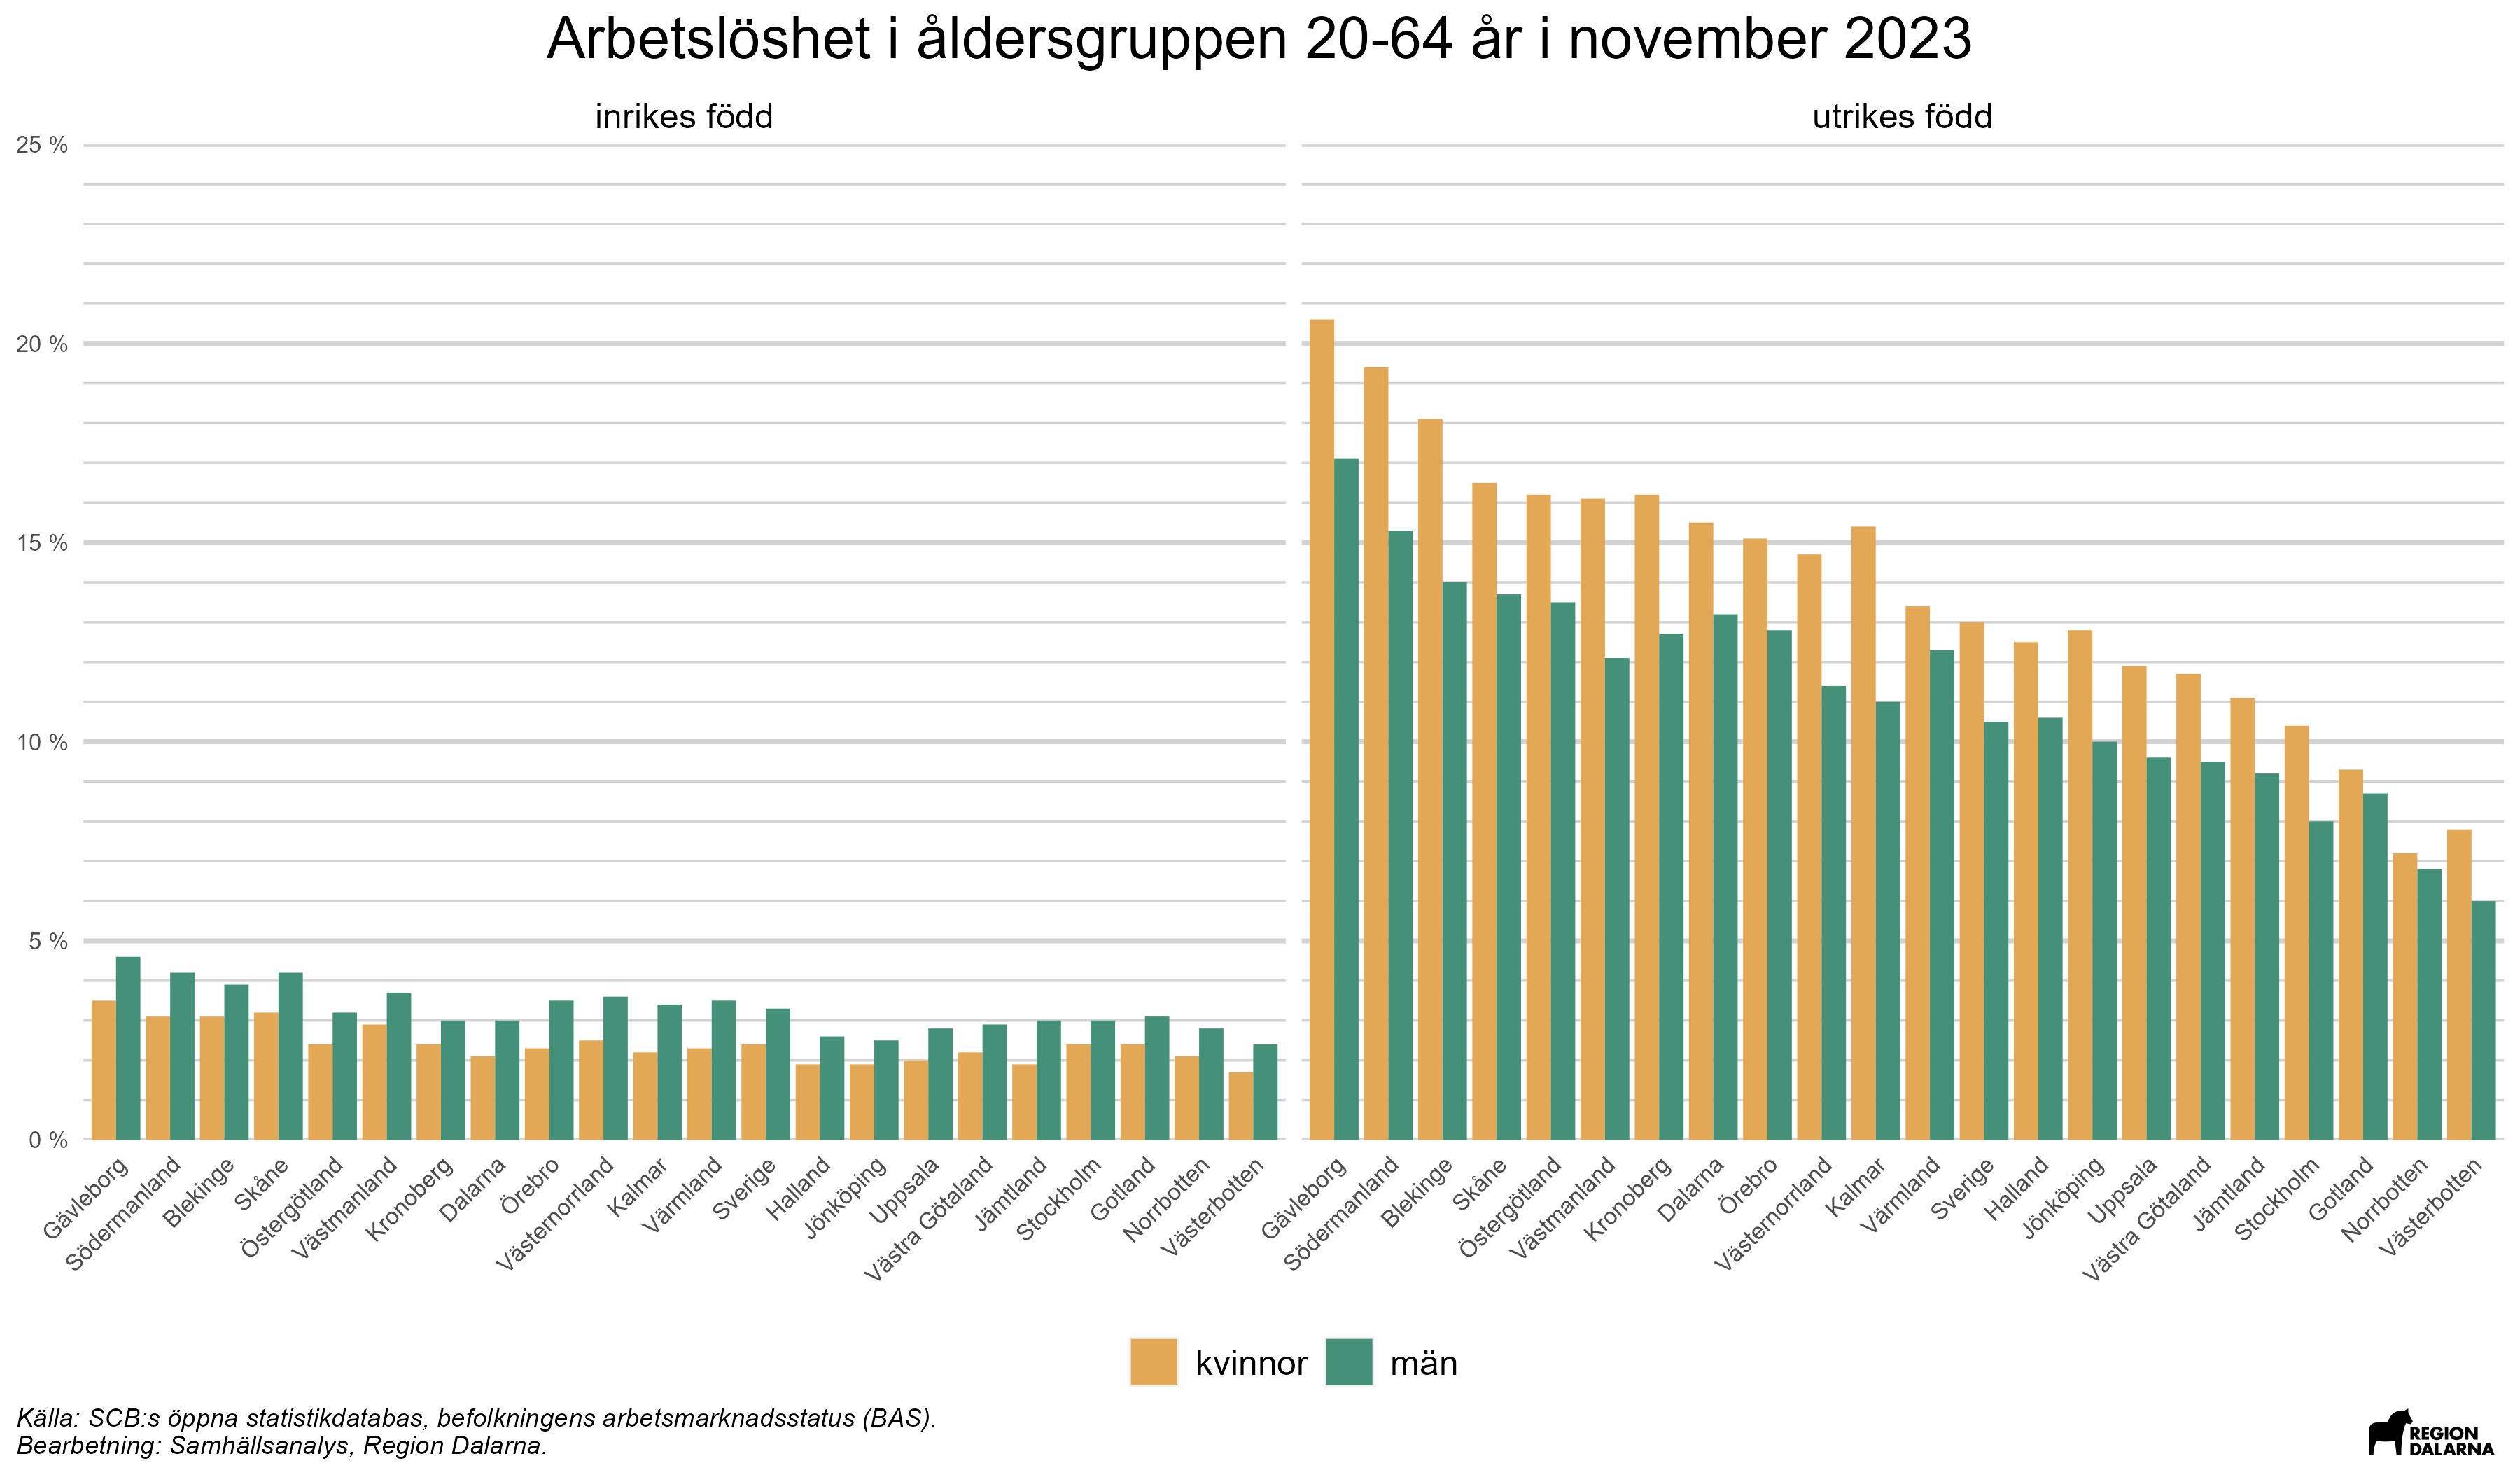 Arbetslöshet i åldersgruppen 20-64 år i november 2023
inrikes född
utrikes född
25 %
20 %
15 %
10 %
5 %
0 %
Gävleborg
Södermanland
Blekinge
Skåne
Östergötland
Västmanland
Kronoberg
Dalarna
Örebro
Västernorrland
Kalmar
Värmland
Sverige
Halland
Jönköping
Uppsala
Västra Götaland
Jämtland
Stockholm
Gotland
Norrbotten
Västerbotten
Gävleborg
Södermanland
Blekinge
Skåne
Östergötland
Västmanland
Kronoberg
Dalarna
Örebro
Västernorrland
Kalmar
Värmland
Sverige
Halland
Jönköping
Uppsala
Västra Götaland
Jämtland
Stockholm
Gotland
Norrbotten
Västerbotten
kvinnor
män
Källa: SCB:s öppna statistikdatabas, befolkningens arbetsmarknadsstatus (BAS).
Bearbetning: Samhällsanalys, Region Dalarna.
REGION
DALARNA